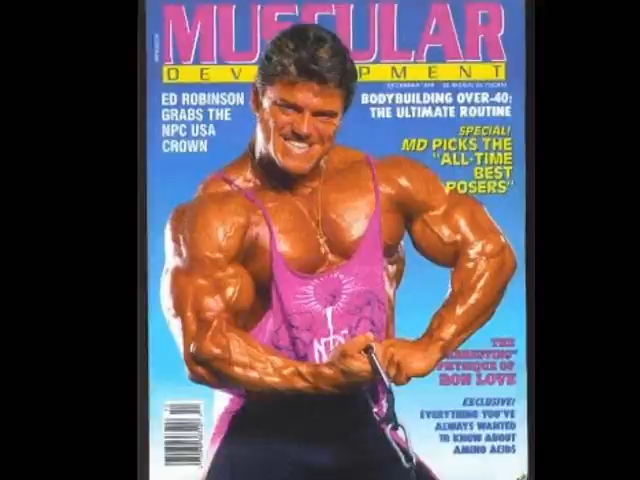 MUSCULAR
DEVELOPMENT
ED ROBINSON
GRABS THE
NPC USA
CROWN
BODYBUILDING OVER-40:
THE ULTIMATE ROUTINE
SPECIAL!
MD PICKS THE
"ALL-TIME
BEST
POSERS"
THE
PHYSIQUE OF
RON LOVE
EXCLUSIVE!
EVERYTHING YOU'VE
ALWAYS WANTED
TO KNOW ABOUT
AMINO ACIDS